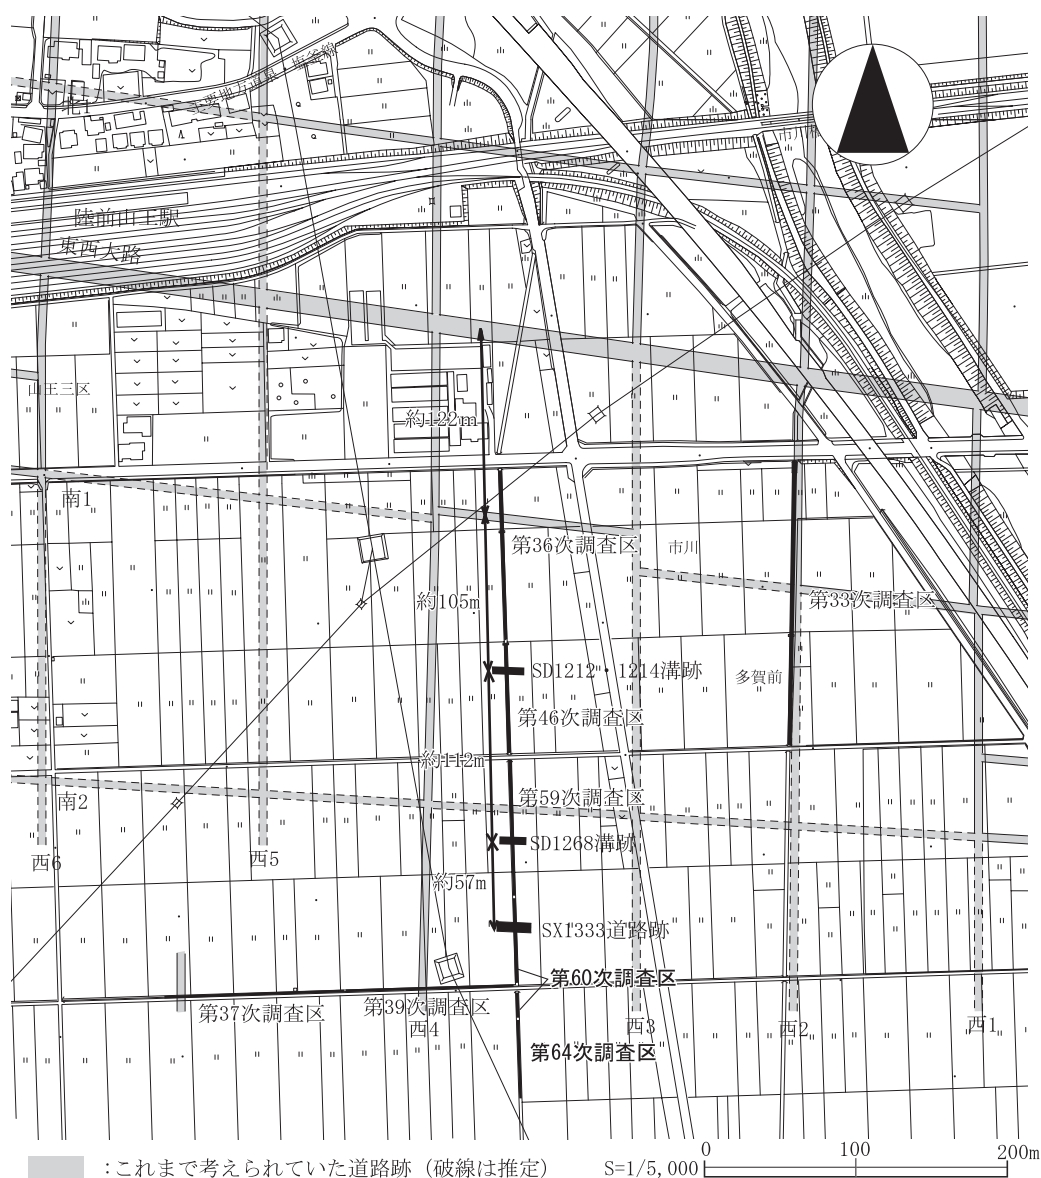 陸前山王駅
東西大路
山王三区
約122m
南1
第36次調査区
市川
約105m
第33次調査区
SD1212・1214溝跡
多賀前
第46次調査区
約112m
第59次調査区
南2
SD1268溝跡
西6
西5
約57m
SX1333道路跡
第60次調査区
第37次調査区
第39次調査区
西4
西3
西2
西1
第64次調査区
:これまで考えられていた道路跡（破線は推定）
S=1/5,000
0
100
200m